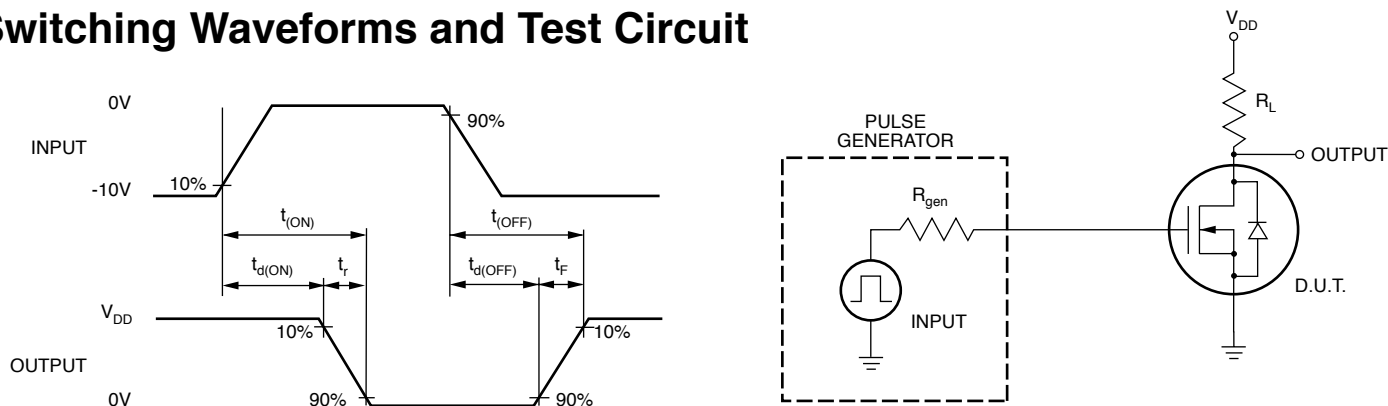 Switching Waveforms and Test Circuit
0V
INPUT
-10V
10%
90%
t(ON)
t(OFF)
td(ON)
tr
td(OFF)
tF
VDD
OUTPUT
0V
10%
90%
10%
90%
PULSE
GENERATOR
Rgen
INPUT
VDD
RL
OUTPUT
D.U.T.